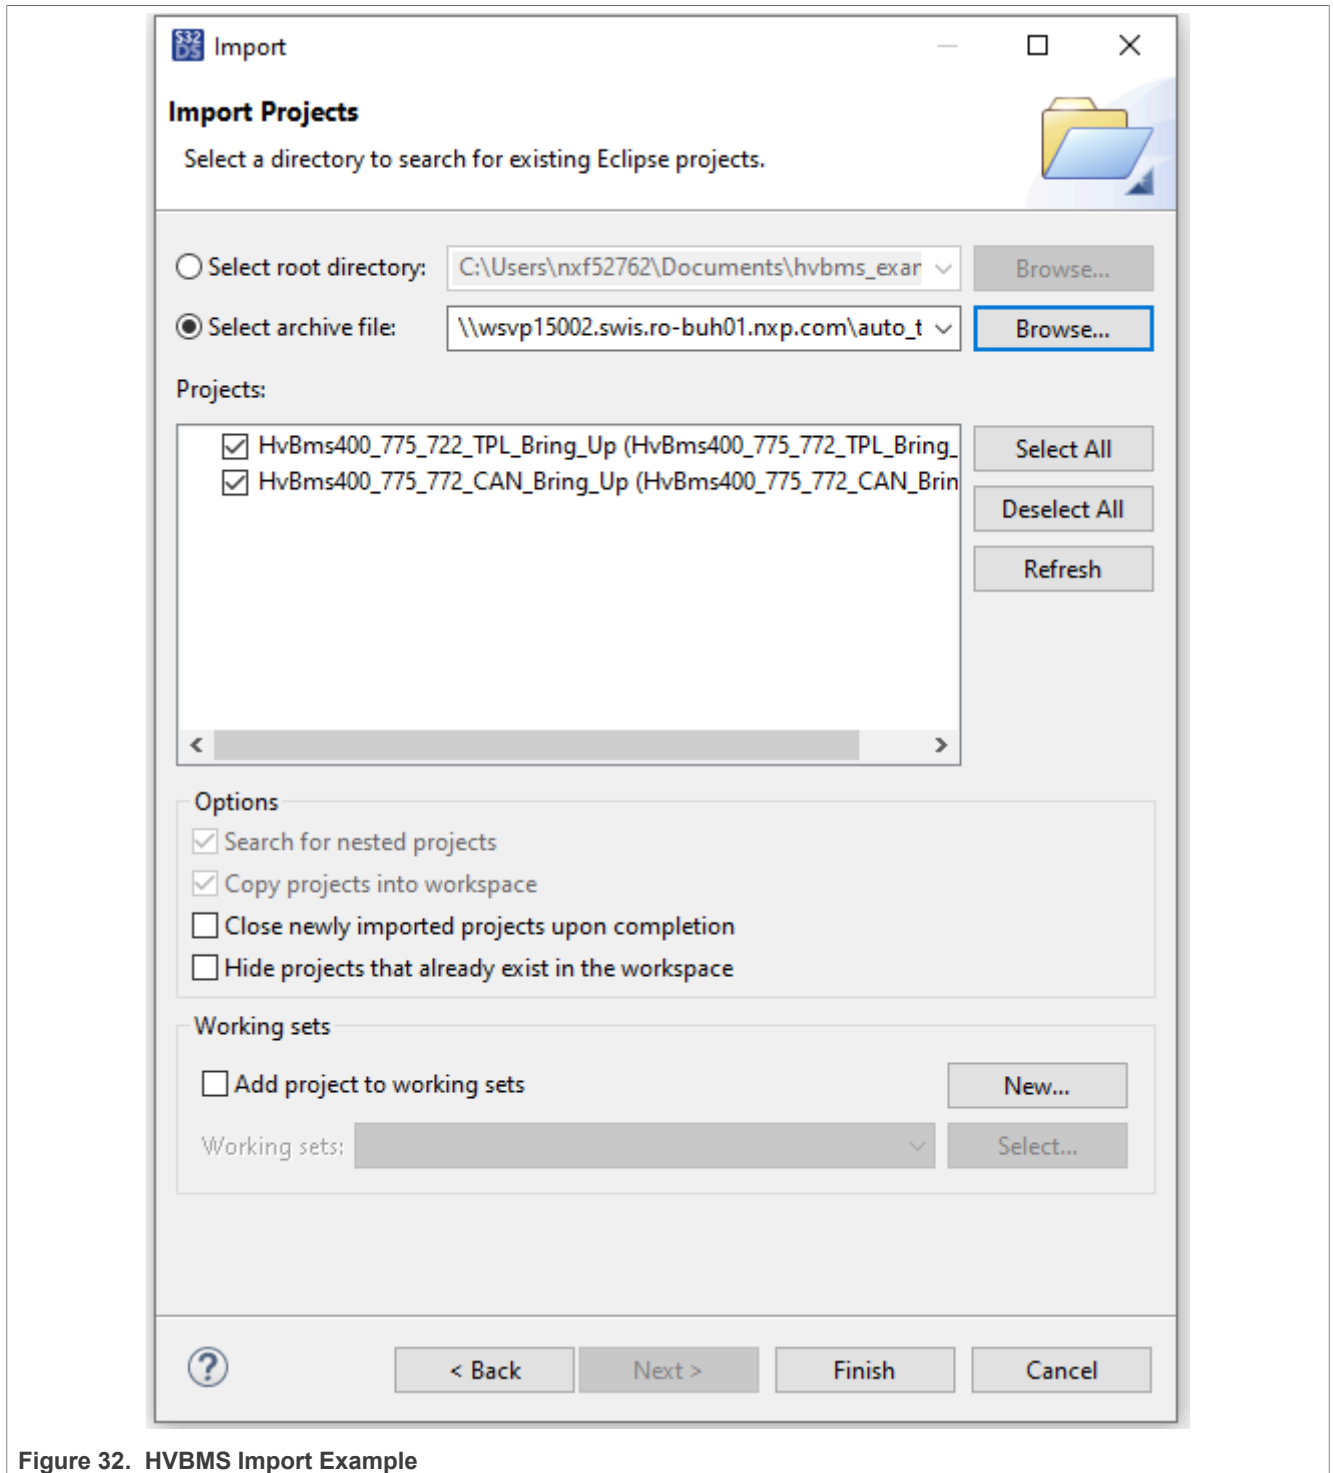 S32 DS Import
Import Projects
Select a directory to search for existing Eclipse projects.
Select root directory: C:\Users\nxf52762\Documents\hvbms_exar Browse...
Select archive file: \\wsvp15002.swis.ro-buh01.nxp.com\auto_t Browse...
Projects:
HvBms400_775_722_TPL_Bring_Up (HvBms400_775_772_TPL_Bring_ Select All
HvBms400_775_772_CAN_Bring_Up (HvBms400_775_772_CAN_Brin
Deselect All
Refresh
Options
Search for nested projects
Copy projects into workspace
Close newly imported projects upon completion
Hide projects that already exist in the workspace
Working sets
Add project to working sets New...
Working sets: Select...
? < Back Next > Finish Cancel
Figure 32. HVBMS Import Example